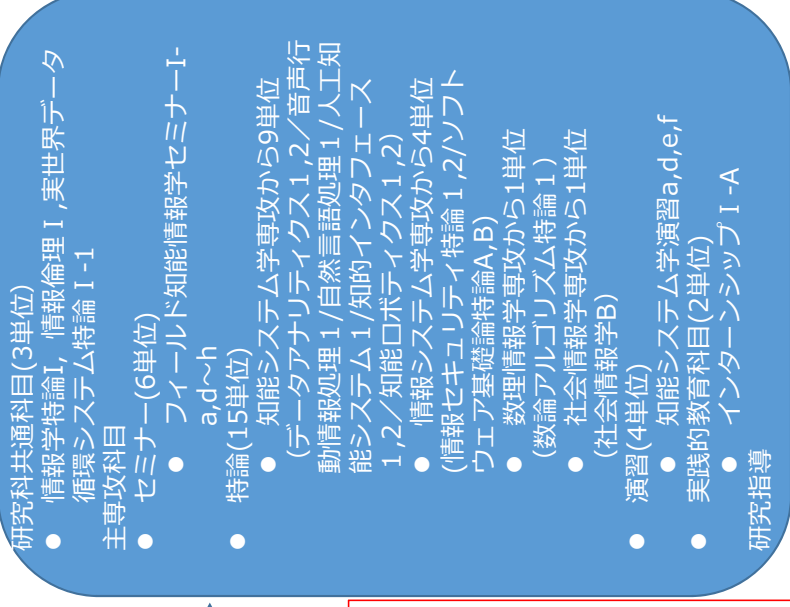 研究科共通科目(3単位)
● 情報学特論I, 情報倫理Ⅰ,実世界データ
循環システム特論Ⅰ-1
主専攻科目
● セミナー(6単位)
● フィールド知能情報学セミナーI-
a,d～h
● 特論(15単位)
● 知能システム学専攻から9単位
(データアナリティクス1,2／音声行
動情報処理1/自然言語処理1/人工知
能システム1/知的インタフェース
1,2／知能ロボティクス1,2)
● 情報システム学専攻から4単位
(情報セキュリティ特論1,2/ソフト
ウェア基礎論特論A,B)
● 数理情報学専攻から1単位
(数論アルゴリズム特論1)
● 社会情報学専攻から1単位
(社会情報学B)
● 演習(4単位)
● 知能システム学演習a,d,e,f
● 実践的教育科目(2単位)
● インターンシップⅠ-A
研究指導